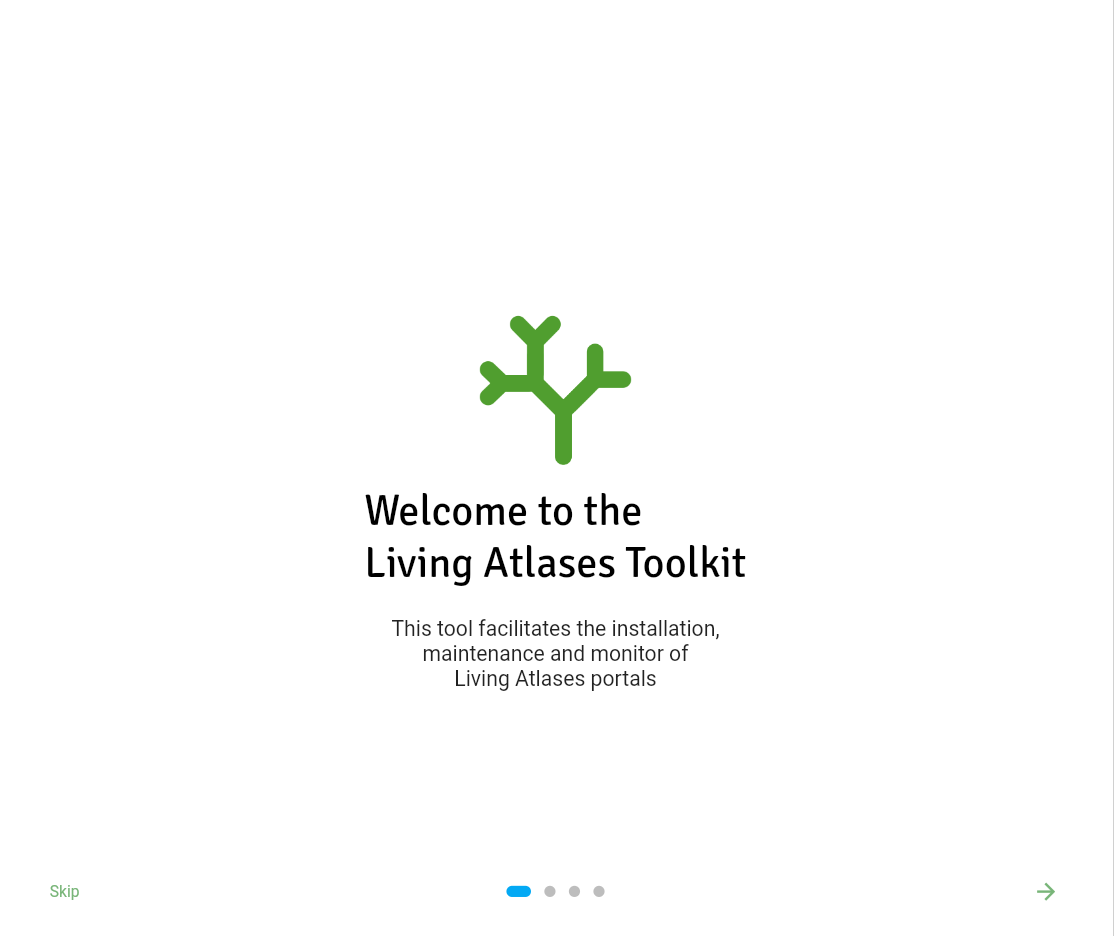 Welcome to the
Living Atlases Toolkit
This tool facilitates the installation,
maintenance and monitor of
Living Atlases portals
Skip